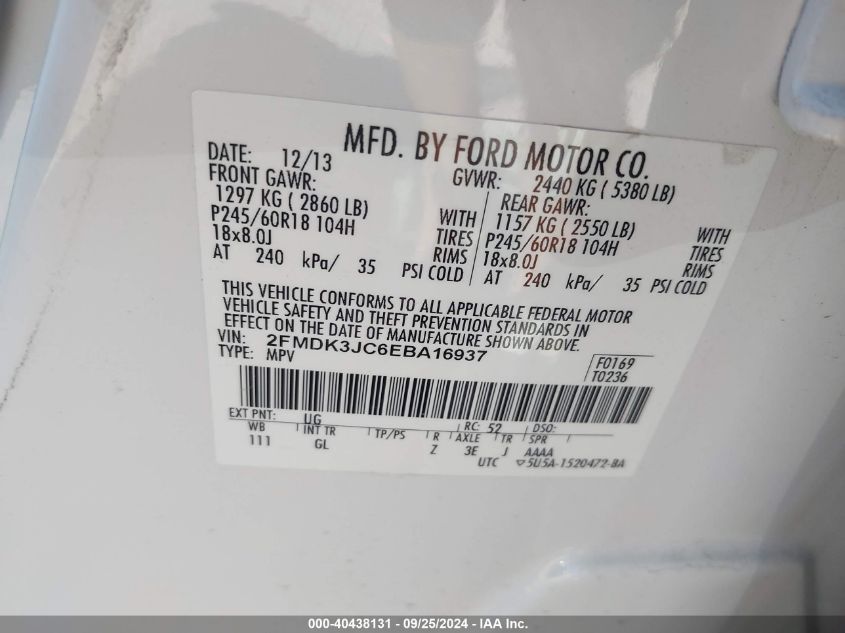 MFD. BY FORD MOTOR CO.
DATE: 12/13 GVWR: 2440 KG ( 5380 LB)
FRONT GAWR: REAR GAWR:
1297 KG ( 2860 LB) WITH 1157 KG ( 2550 LB) WITH
P245/60R18 104H TIRES P245/60R18 104H TIRES
18x8.0J RIMS 18x8.0J RIMS
AT 240 kPa/ 35 PSI COLD AT 240 kPa/ 35 PSI COLD
THIS VEHICLE CONFORMS TO ALL APPLICABLE FEDERAL MOTOR
VEHICLE SAFETY AND THEFT PREVENTION STANDARDS IN
EFFECT ON THE DATE OF MANUFACTURE SHOWN ABOVE.
VIN: 2FMDK3JC6EBA16937
TYPE: MPV
F0169
T0236
EXT PNT: UG RC: 52 DSO:
WB INT TR TP/PS R AXLE TR SPR
111 GL Z 3E J AAAA
UTC ▽5U5A-1520472-BA
000-40438131 - 09/25/2024 - IAA Inc.